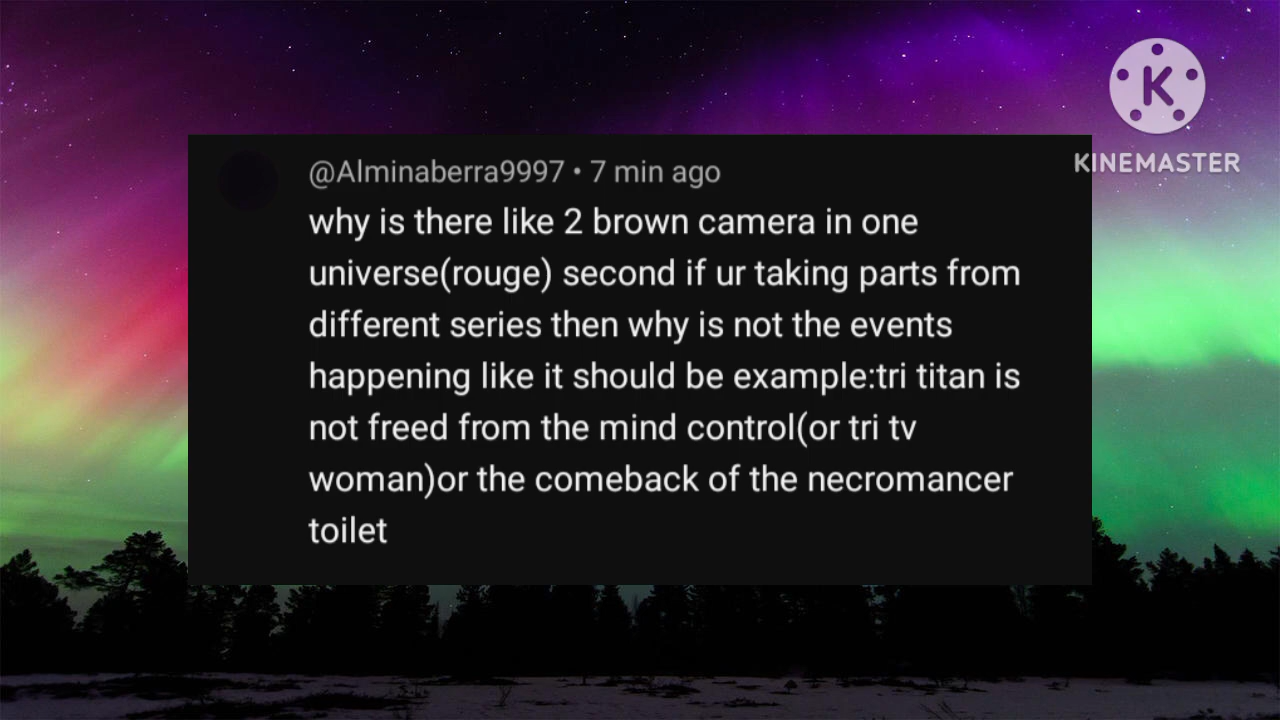 K
KINEMASTER
@Alminaberra9997 • 7 min ago
why is there like 2 brown camera in one
universe(rouge) second if ur taking parts from
different series then why is not the events
happening like it should be example:tri titan is
not freed from the mind control(or tri tv
woman)or the comeback of the necromancer
toilet